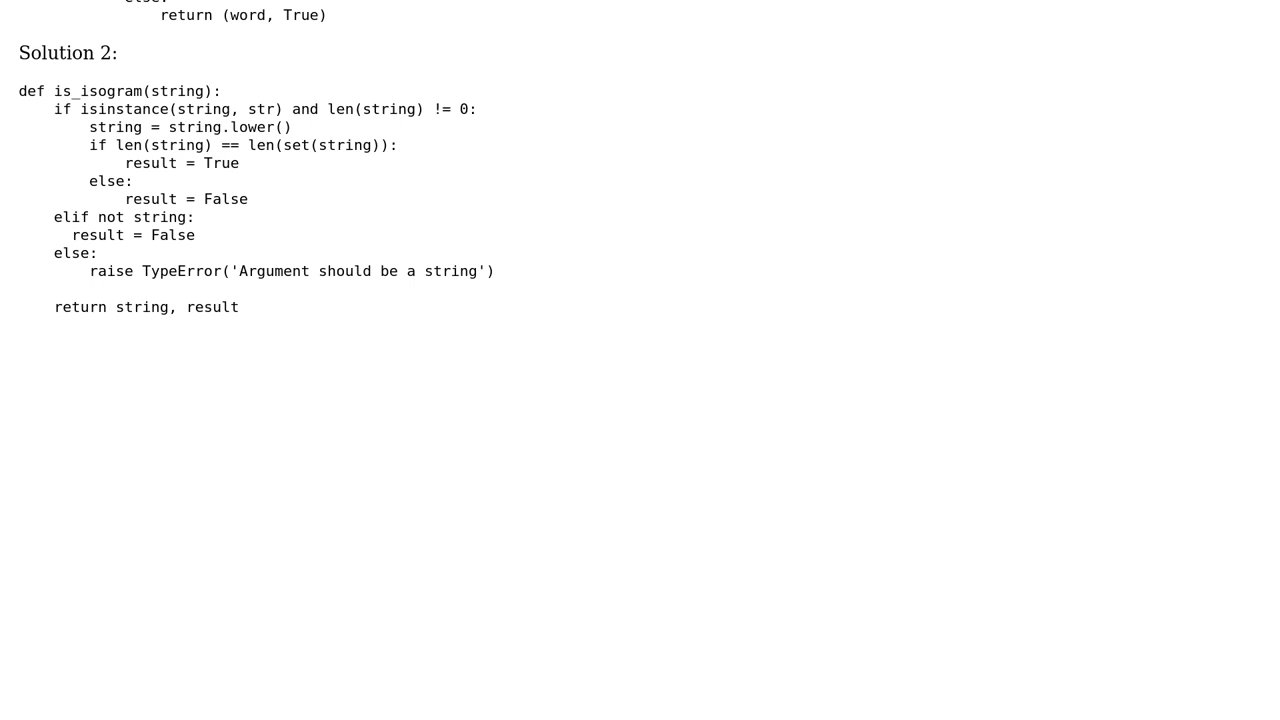 else:
                return (word, True)
Solution 2:
def is_isogram(string):
    if isinstance(string, str) and len(string) != 0:
        string = string.lower()
        if len(string) == len(set(string)):
            result = True
        else:
            result = False
    elif not string:
      result = False
    else:
        raise TypeError('Argument should be a string')
    return string, result